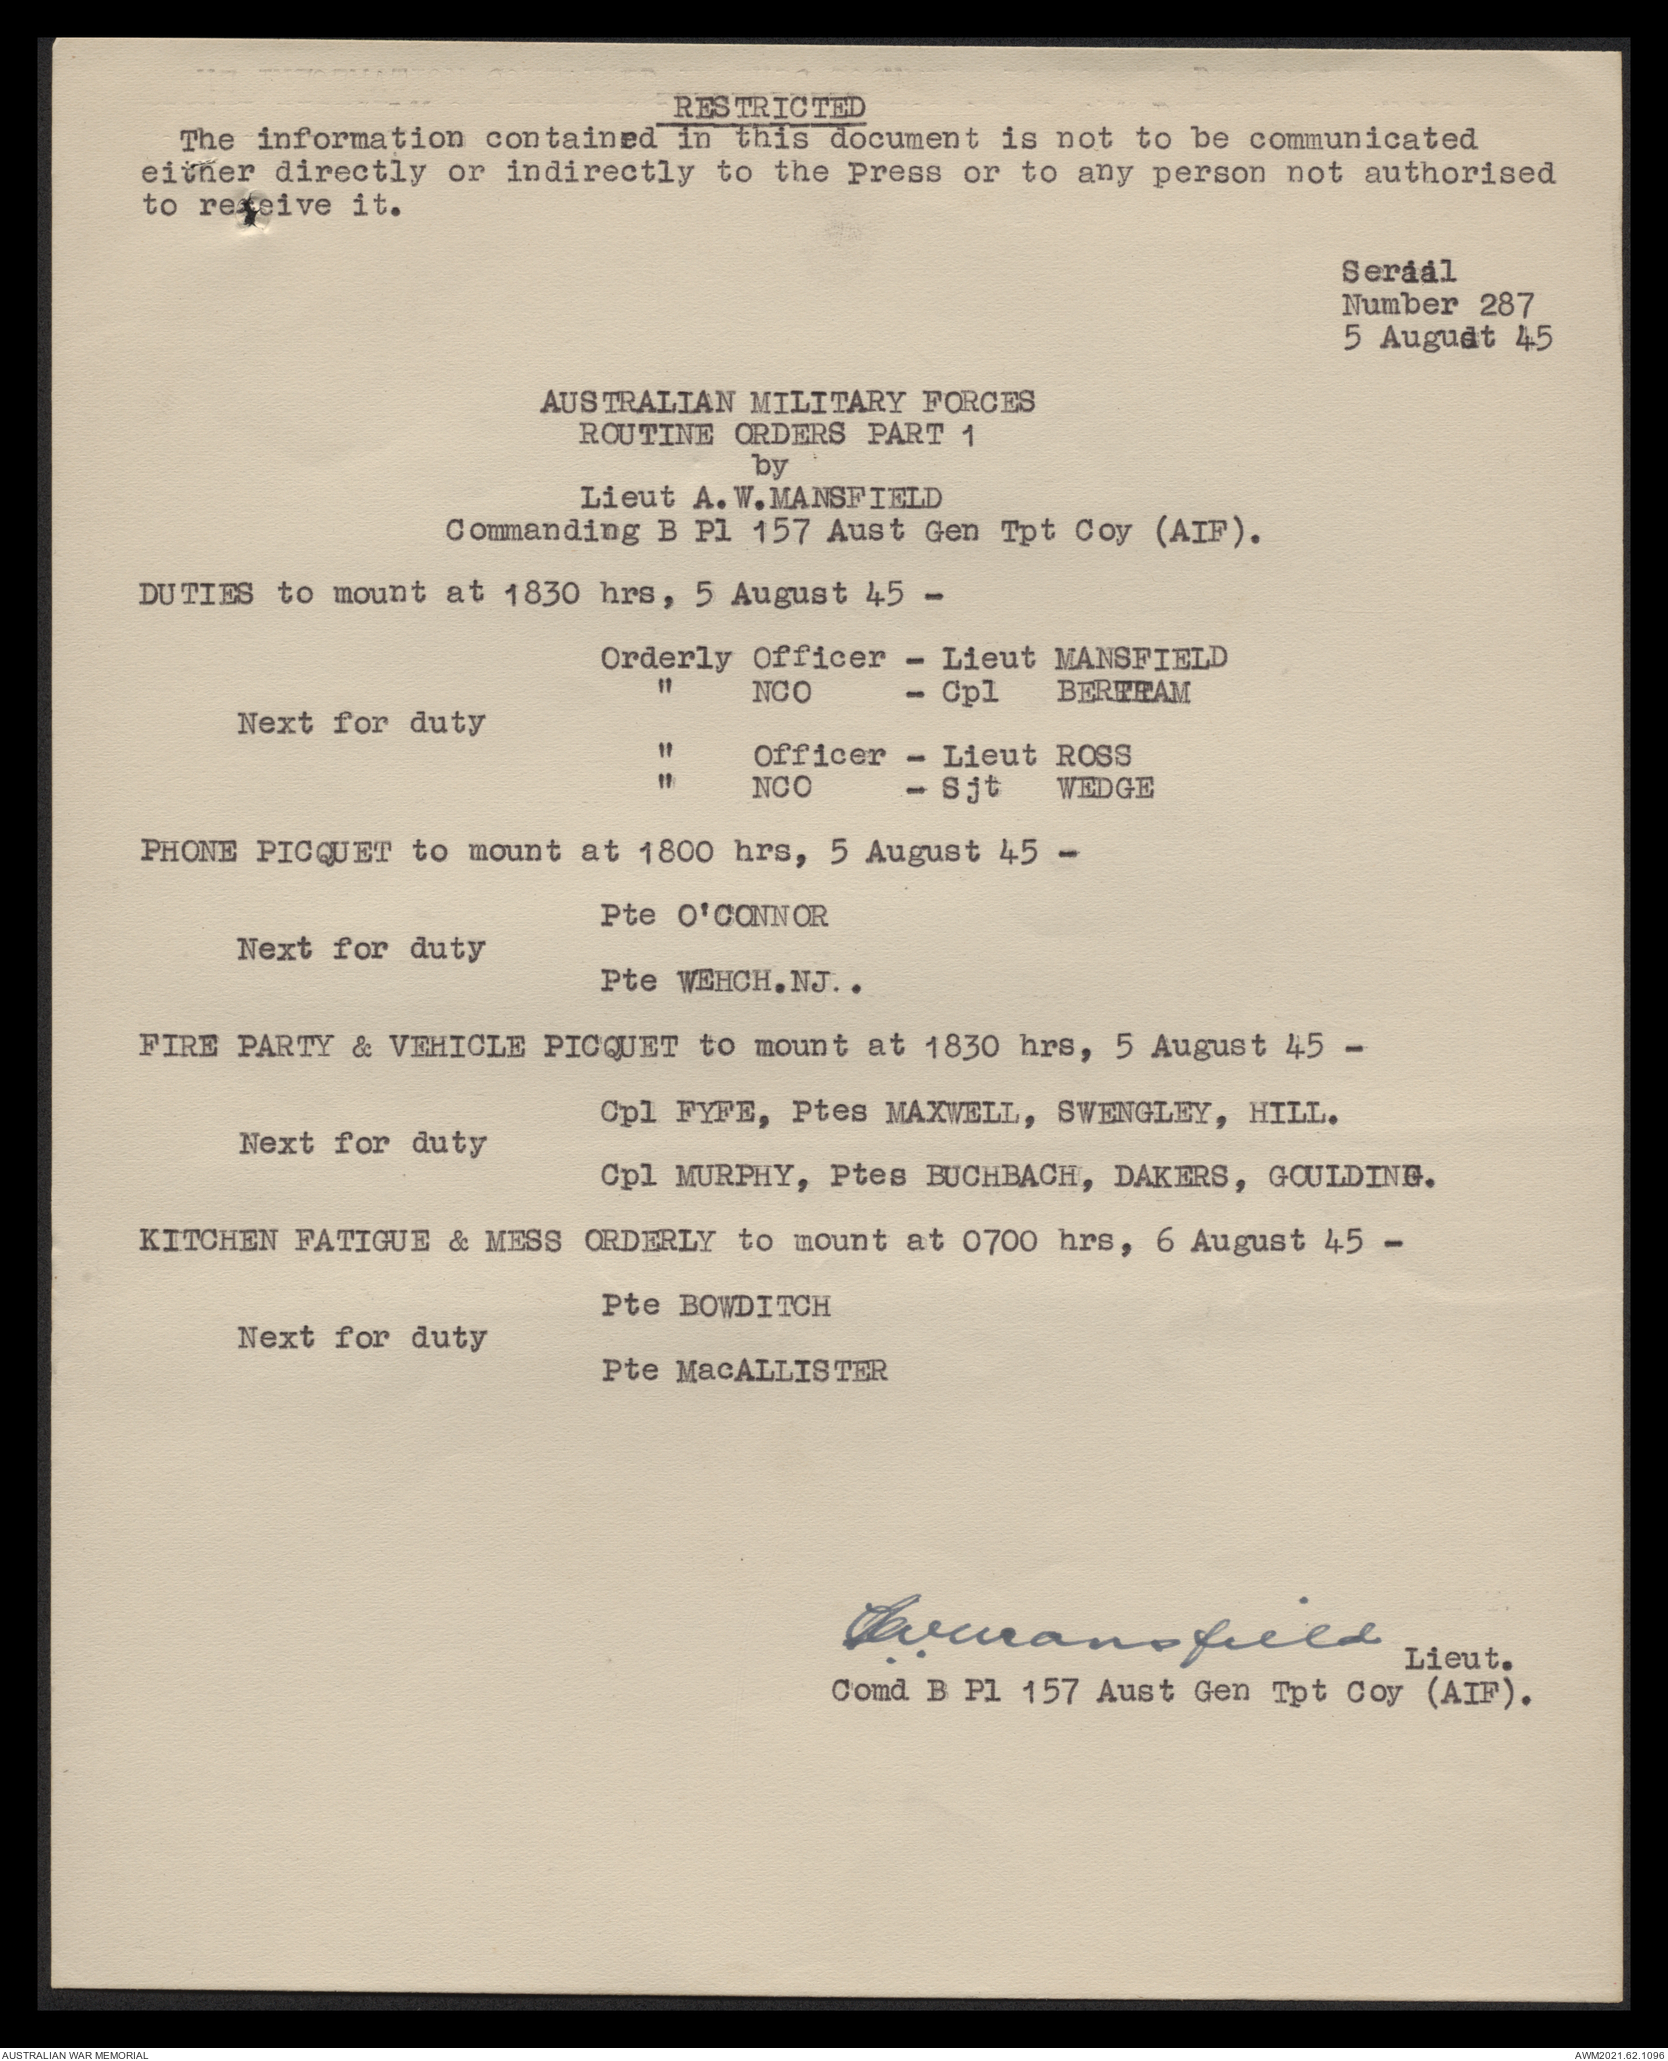 RESTRICTED
The information contained in this document is not to be communicated
either directly or indirectly to the Press or to any person not authorised
to receive it.
Serial
Number 287
5 August 45
AUSTRALIAN MILITARY FORCES
ROUTINE ORDERS PART 1
by
Lieut A.W.MANSFIELD
Commanding B Pl 157 Aust Gen Tpt Coy (AIF).
DUTIES to mount at 1830 hrs, 5 August 45 -
Orderly Officer - Lieut MANSFIELD
" NCO - Cpl BERTRAM
Next for duty
" Officer - Lieut ROSS
" NCO - Sjt WEDGE
PHONE PICQUET to mount at 1800 hrs, 5 August 45 -
Pte O'CONNOR
Next for duty
Pte WEHCH.NJ..
FIRE PARTY & VEHICLE PICQUET to mount at 1830 hrs, 5 August 45 -
Cpl FYFE, Ptes MAXWELL, SWENGLEY, HILL.
Next for duty
Cpl MURPHY, Ptes BUCHBACH, DAKERS, GOULDING.
KITCHEN FATIGUE & MESS ORDERLY to mount at 0700 hrs, 6 August 45 -
Pte BOWDITCH
Next for duty
Pte MacALLISTER
A.W.Mansfield Lieut.
Comd B Pl 157 Aust Gen Tpt Coy (AIF).
AUSTRALIAN WAR MEMORIAL
AWM2021.62.1096